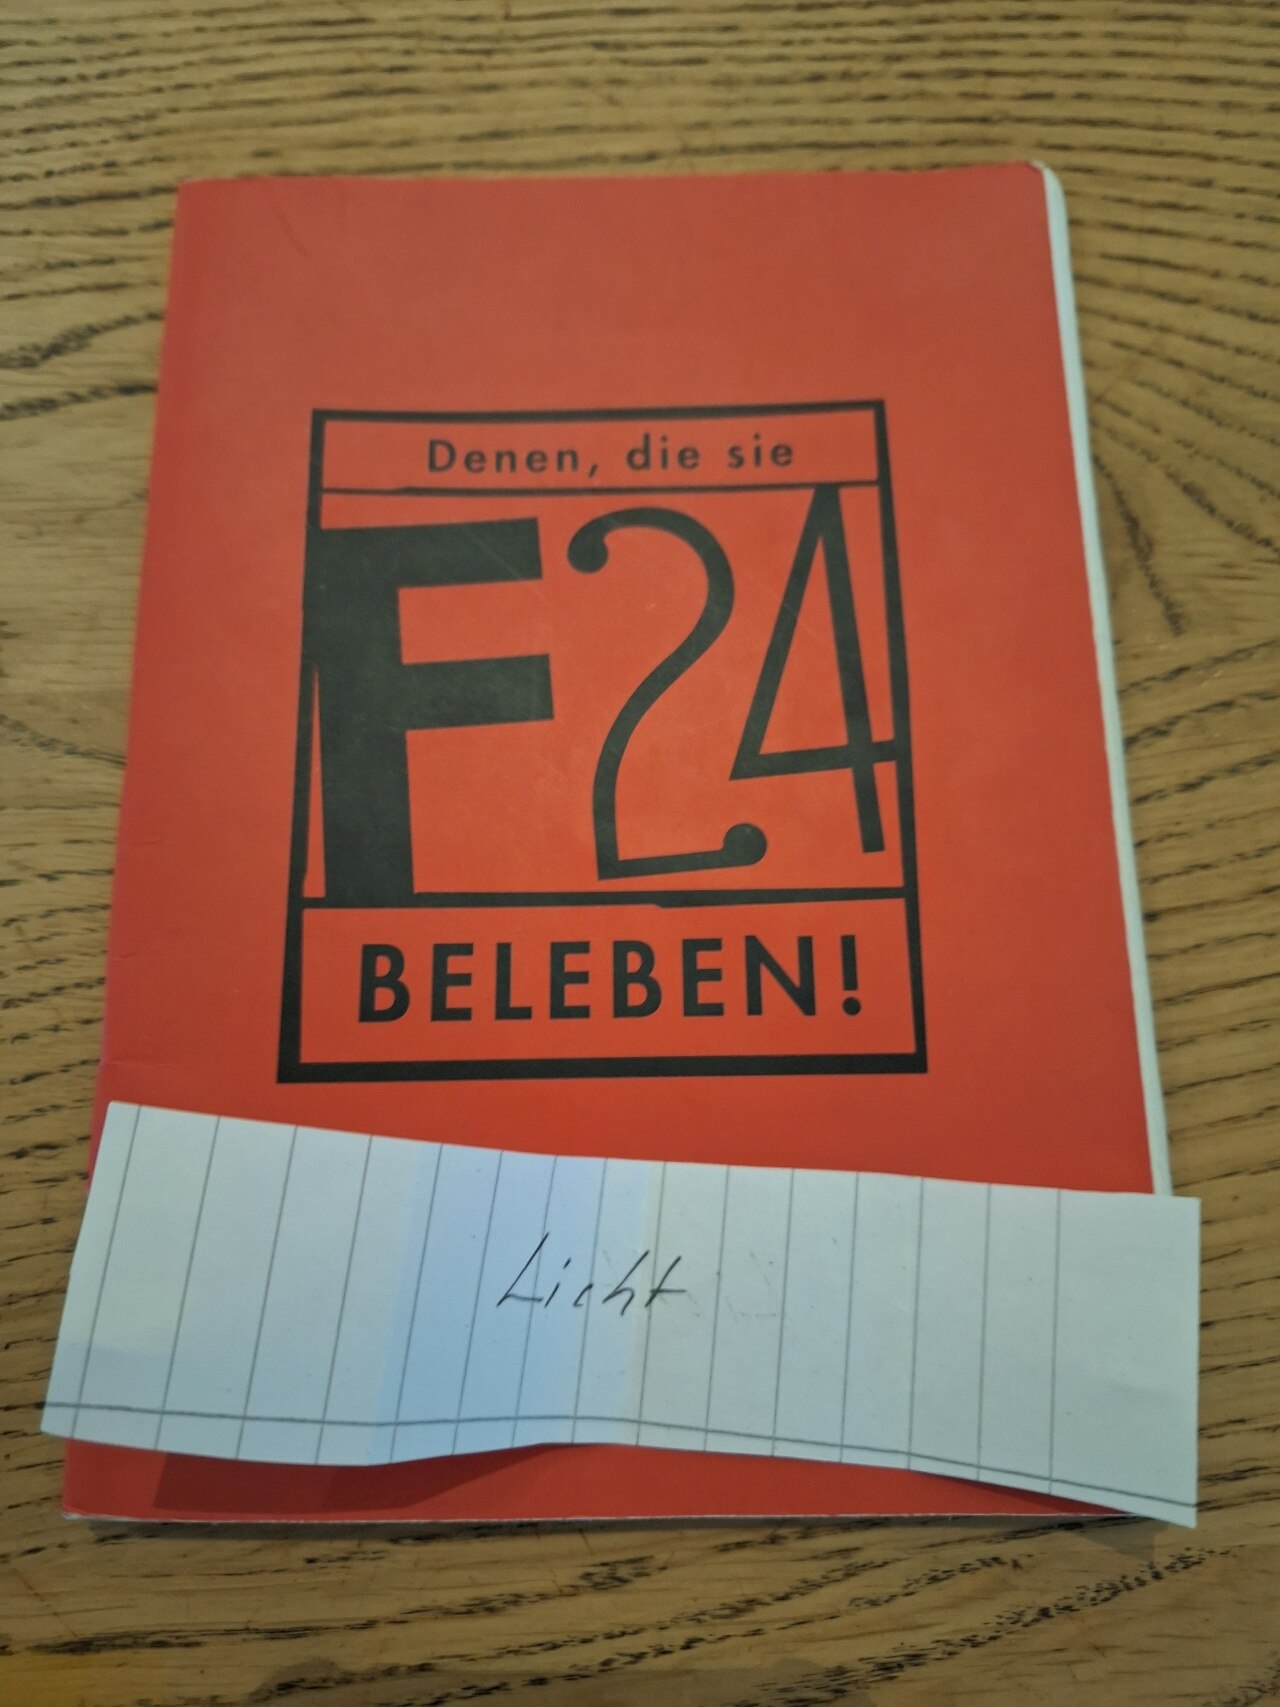 Denen, die sie
F24
BELEBEN!
Licht